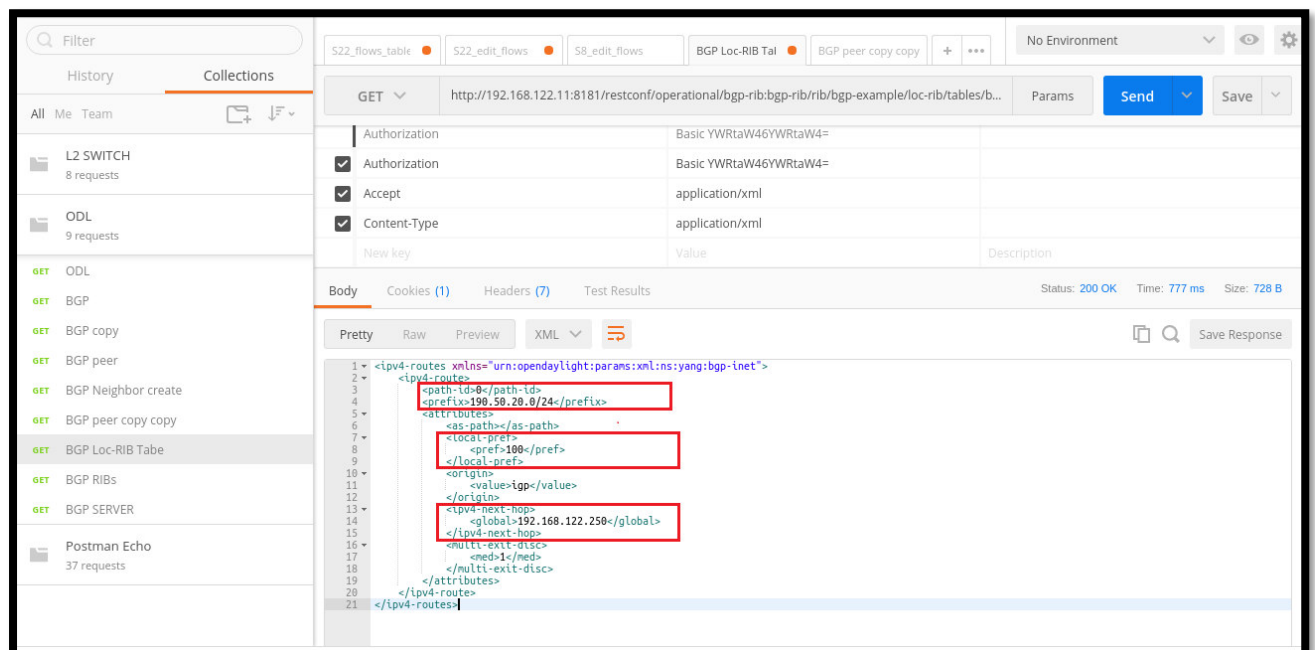 Filter
History Collections
All Me Team
L2 SWITCH
8 requests
ODL
9 requests
GET ODL
GET BGP
GET BGP copy
GET BGP peer
GET BGP Neighbor create
GET BGP peer copy copy
GET BGP Loc-RIB Tabe
GET BGP RIBs
GET BGP SERVER
Postman Echo
37 requests
S22_flows_table S22_edit_flows S8_edit_flows BGP Loc-RIB Tal BGP peer copy copy + •••
No Environment
GET http://192.168.122.11:8181/restconf/operational/bgp-rib:bgp-rib/rib/bgp-example/loc-rib/tables/b... Params Send Save
Authorization Basic YWRtaW46YWRtaW4=
Authorization Basic YWRtaW46YWRtaW4=
Accept application/xml
Content-Type application/xml
New key Value Description
Body Cookies (1) Headers (7) Test Results Status: 200 OK Time: 777 ms Size: 728 B
Pretty Raw Preview XML Save Response
1 <ipv4-routes xmlns="urn:opendaylight:params:xml:ns:yang:bgp-inet">
2 <ipv4-route>
3 <path-id>0</path-id>
4 <prefix>190.50.20.0/24</prefix>
5 <attributes>
6 <as-path></as-path>
7 <local-pref>
8 <pref>100</pref>
9 </local-pref>
10 <origin>
11 <value>igp</value>
12 </origin>
13 <ipv4-next-hop>
14 <global>192.168.122.250</global>
15 </ipv4-next-hop>
16 <multi-exit-disc>
17 <med>1</med>
18 </multi-exit-disc>
19 </attributes>
20 </ipv4-route>
21 </ipv4-routes>